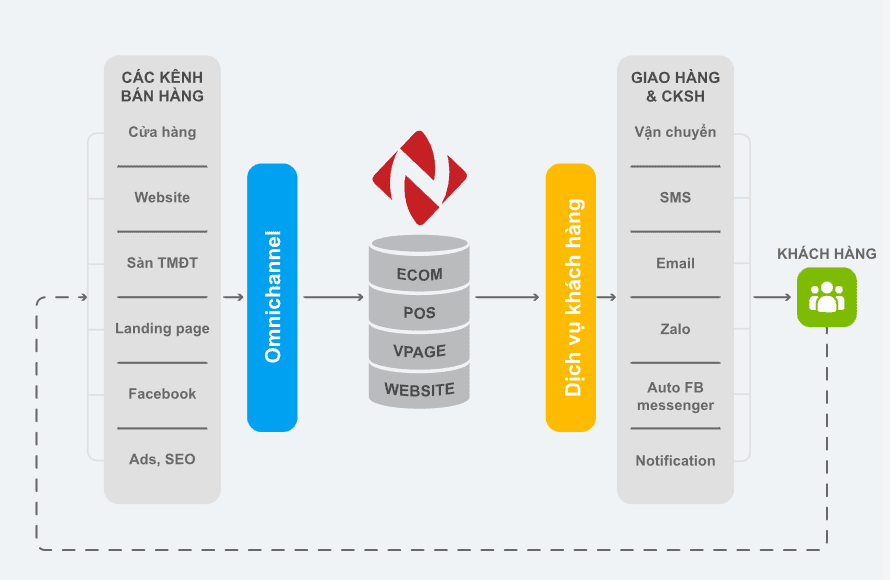 CÁC KÊNH
BÁN HÀNG
Cửa hàng
Website
Sàn TMĐT
Landing page
Facebook
Ads, SEO
Omnichannel
ECOM
POS
VPAGE
WEBSITE
Dịch vụ khách hàng
GIAO HÀNG
& CKSH
Vận chuyển
SMS
Email
Zalo
Auto FB
messenger
Notification
KHÁCH HÀNG